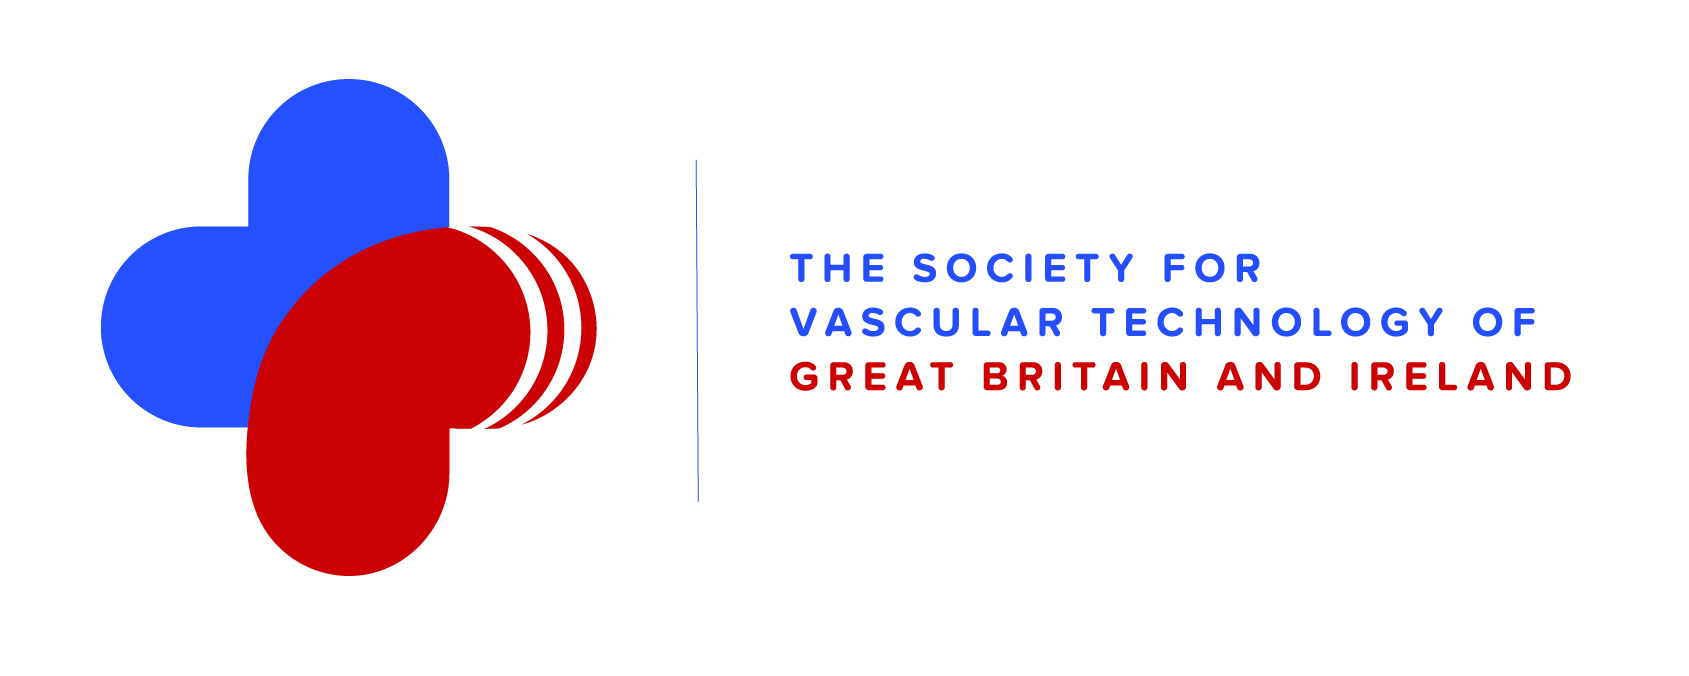 THE SOCIETY FOR
VASCULAR TECHNOLOGY OF
GREAT BRITAIN AND IRELAND